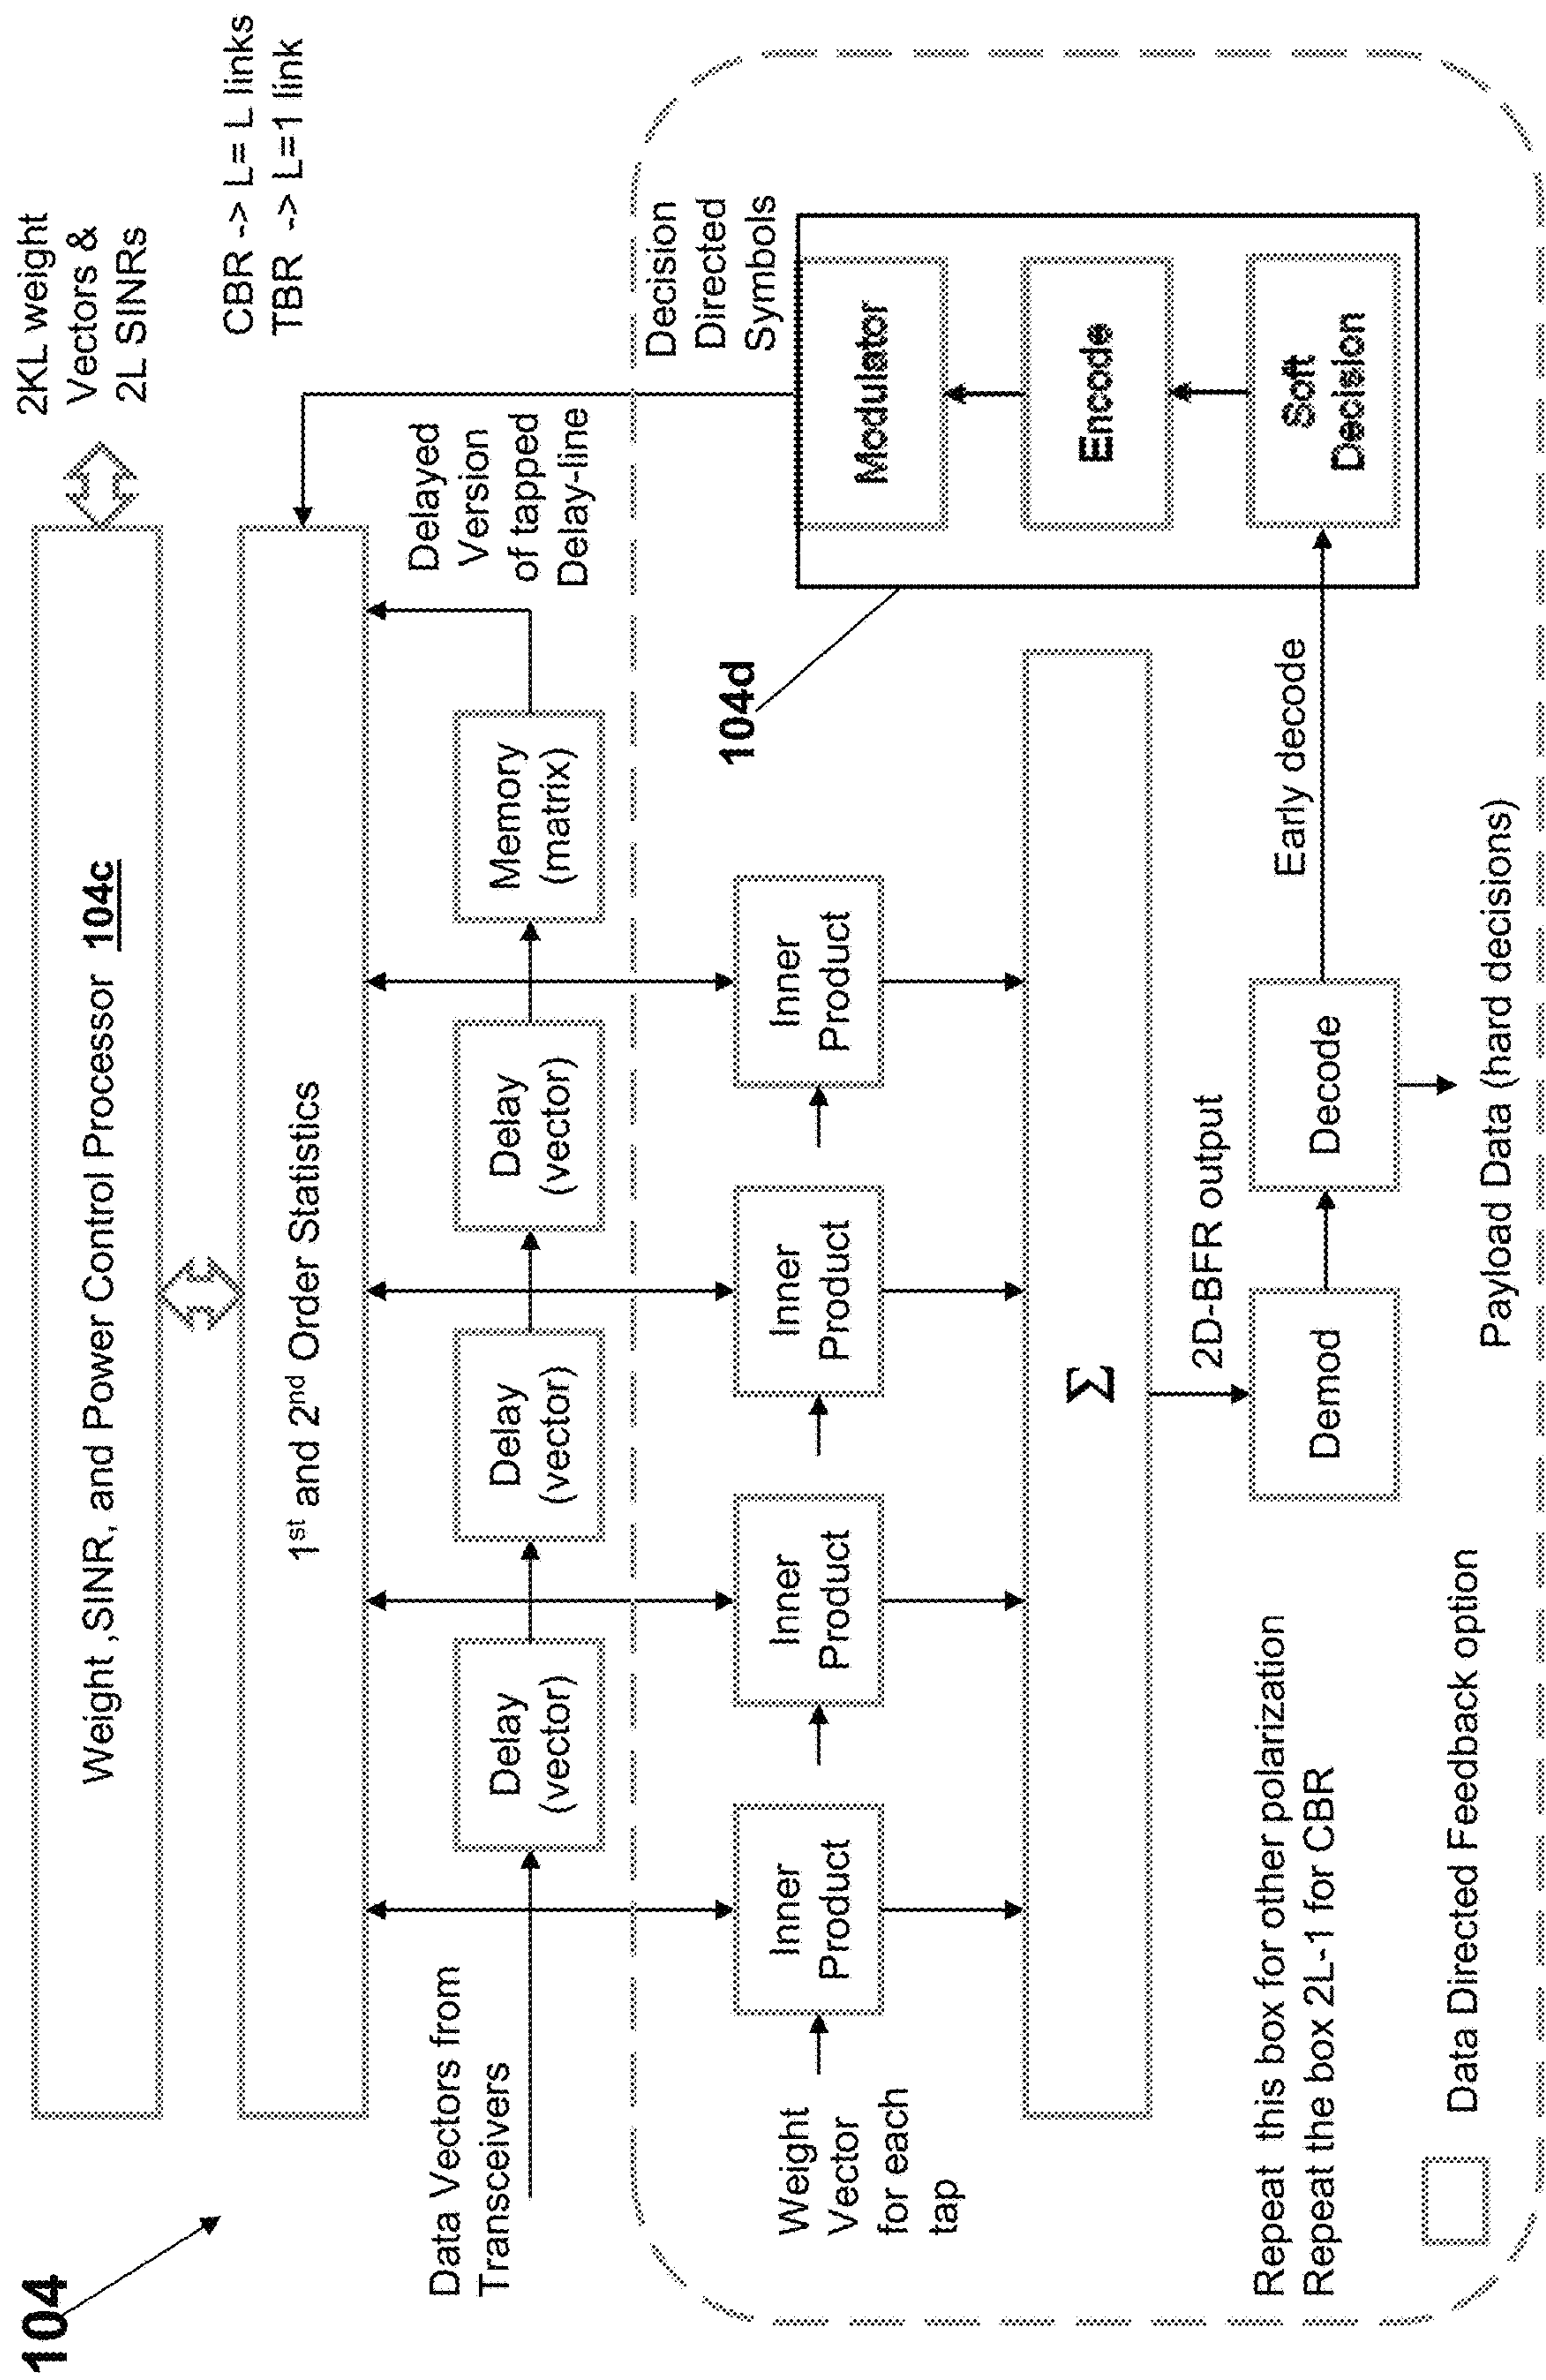 104
2KL weight
Vectors &
2L SINRs
Weight ,SINR, and Power Control Processor 104c
CBR -> L= L links
TBR -> L=1 link
1st and 2nd Order Statistics
Data Vectors from
Transceivers
Delay
(vector)
Delay
(vector)
Delay
(vector)
Memory
(matrix)
Delayed
Version
of tapped
Delay-line
Weight
Vector
for each
tap
Inner
Product
Inner
Product
Inner
Product
Inner
Product
104d
Decision
Directed
Symbols
Modulator
Encode
Soft
Decision
Σ
2D-BFR output
Early decode
Demod
Decode
Payload Data (hard decisions)
Repeat this box for other polarization
Repeat the box 2L-1 for CBR
Data Directed Feedback option